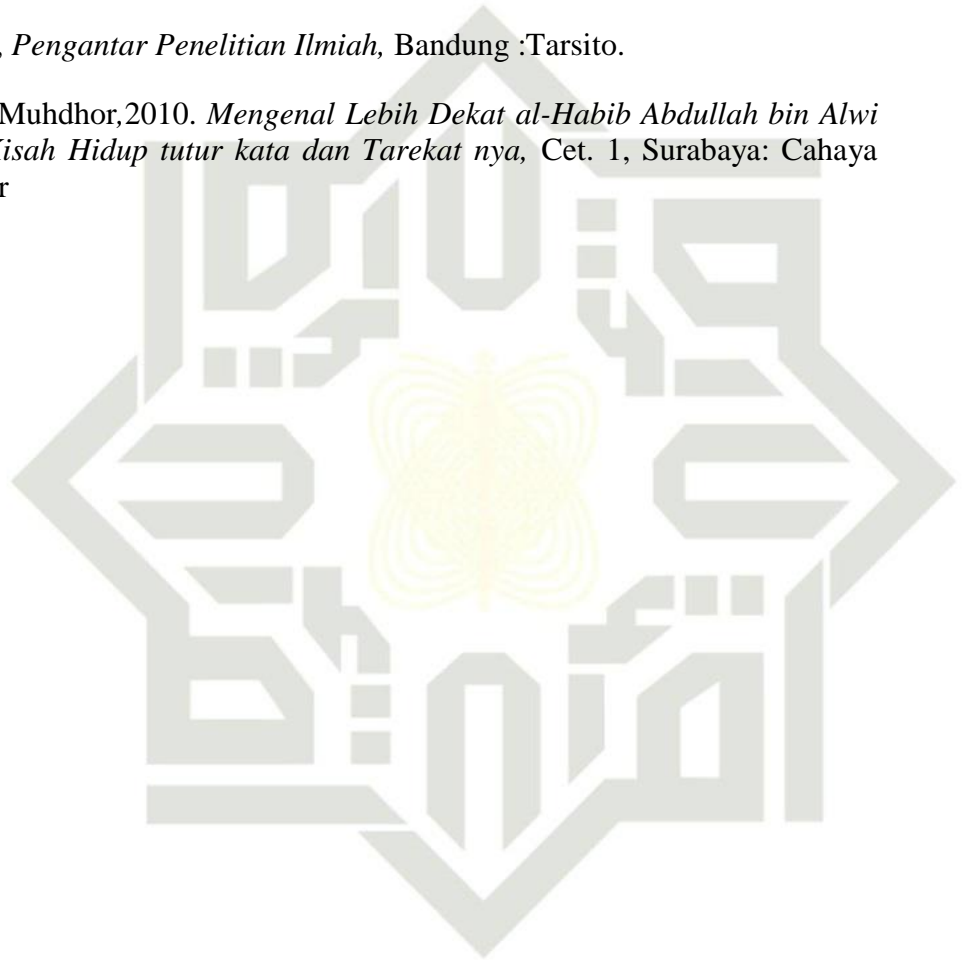 , Pengantar Penelitian Ilmiah, Bandung :Tarsito.
Muhdhor,2010. Mengenal Lebih Dekat al-Habib Abdullah bin Alwi
isah Hidup tutur kata dan Tarekat nya, Cet. 1, Surabaya: Cahaya
r